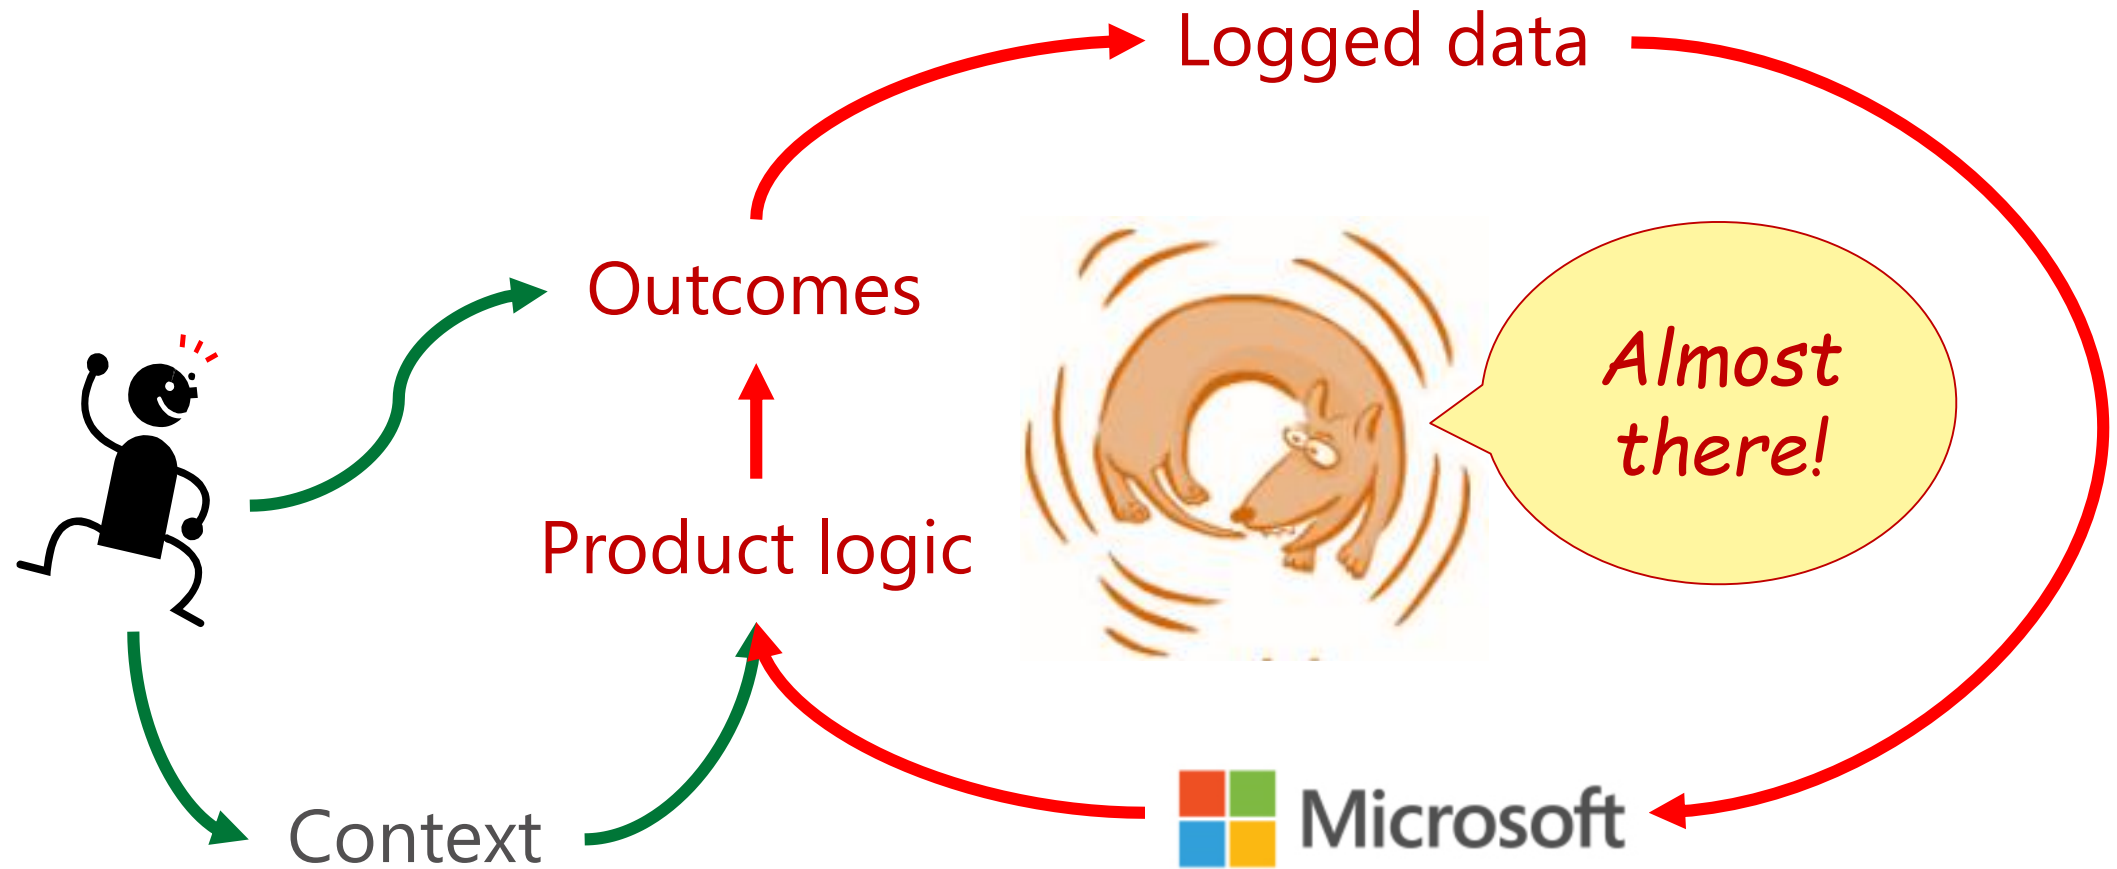 Logged data
Outcomes
Almost
there!
Product logic
Context
Microsoft